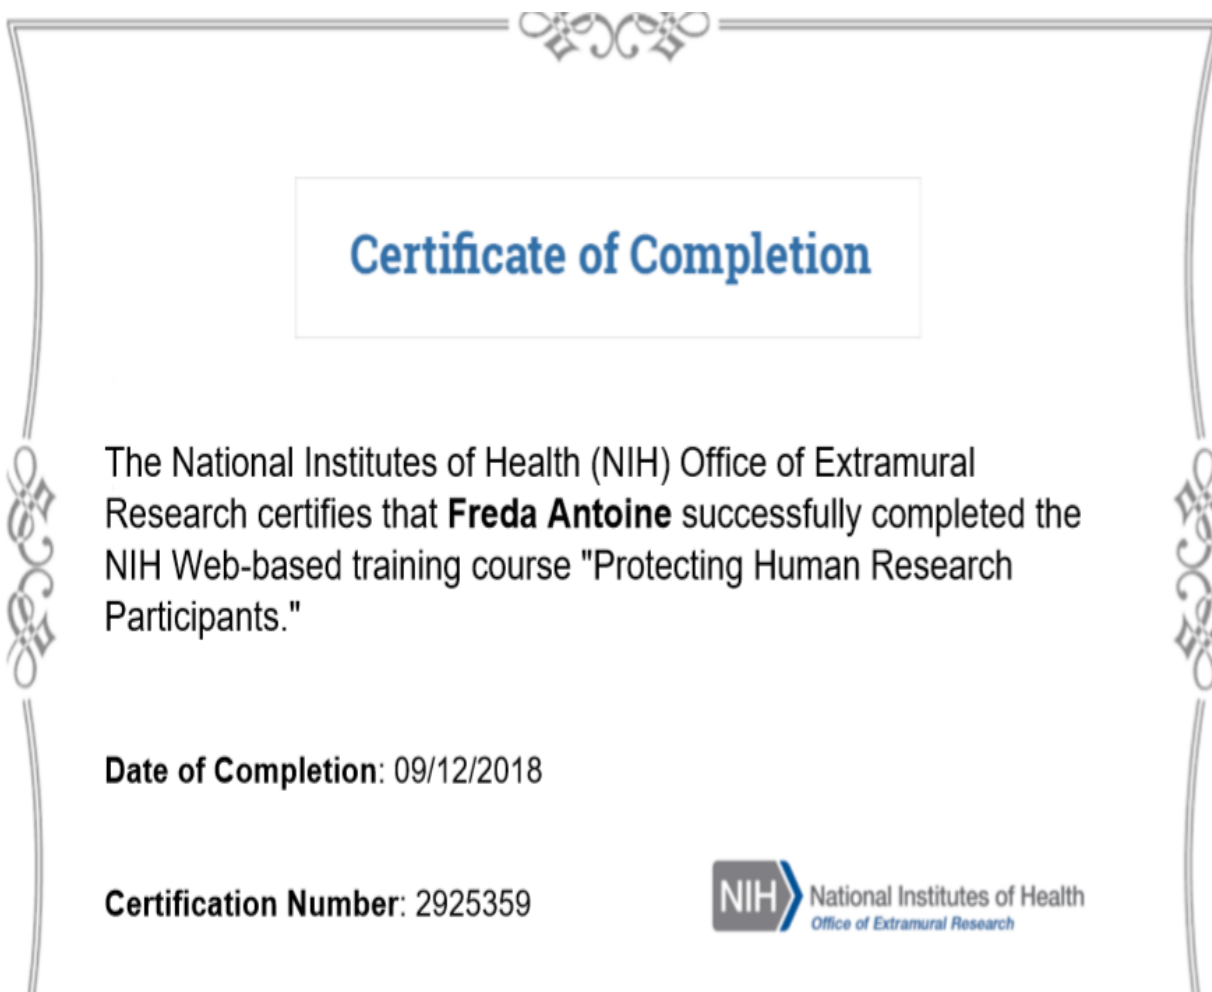 Certificate of Completion
The National Institutes of Health (NIH) Office of Extramural
Research certifies that Freda Antoine successfully completed the
NIH Web-based training course "Protecting Human Research
Participants."
Date of Completion: 09/12/2018
Certification Number: 2925359
NIH National Institutes of Health
Office of Extramural Research